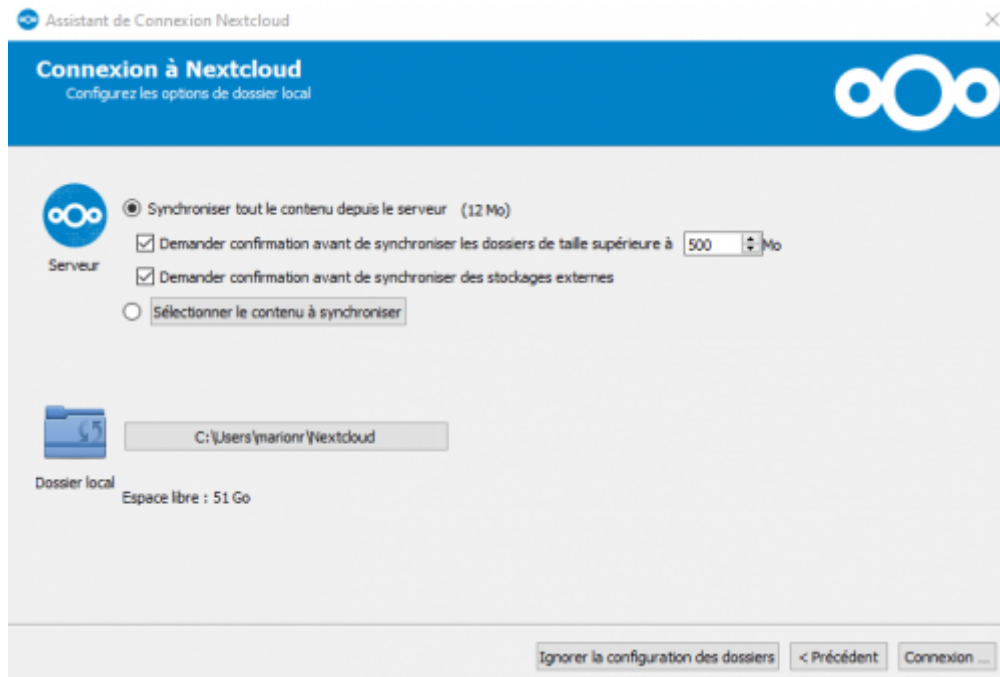 Assistant de Connexion Nextcloud
Connexion à Nextcloud
Configurez les options de dossier local
Synchroniser tout le contenu depuis le serveur (12 Mo)
Demander confirmation avant de synchroniser les dossiers de taille supérieure à 500 Mo
Serveur
Demander confirmation avant de synchroniser des stockages externes
Sélectionner le contenu à synchroniser
C:\Users\marionr\Nextcloud
Dossier local
Espace libre : 51 Go
Ignorer la configuration des dossiers
< Précédent
Connexion ...